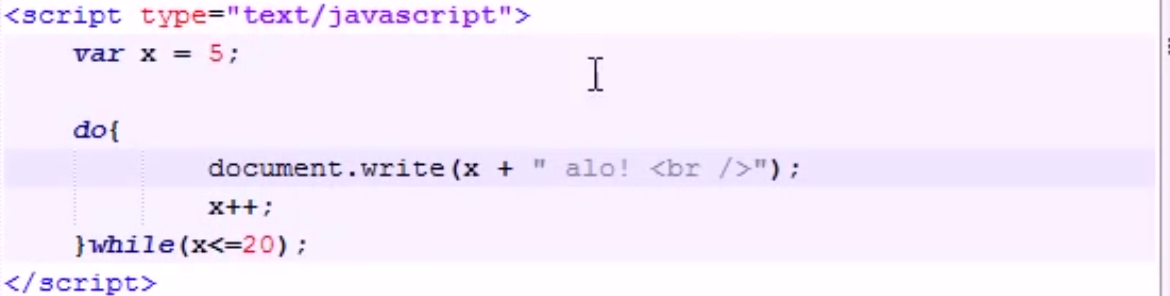 <script type="text/javascript">
var x = 5;
do{
document.write(x + " alo! <br />");
x++;
}while(x<=20);
</script>